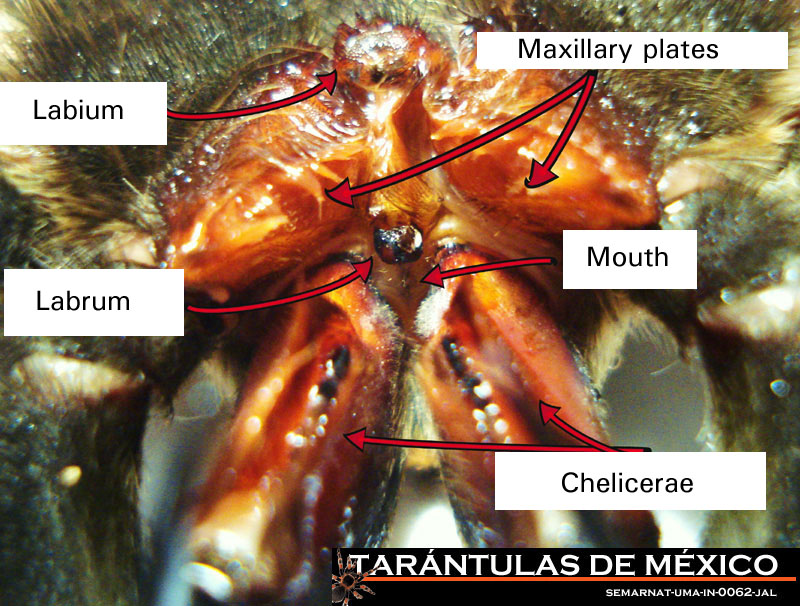 Maxillary plates
Labium
Mouth
Labrum
Chelicerae
TARÁNTULAS DE MÉXICO
SEMARNAT-UMA-IN-0062-JAL